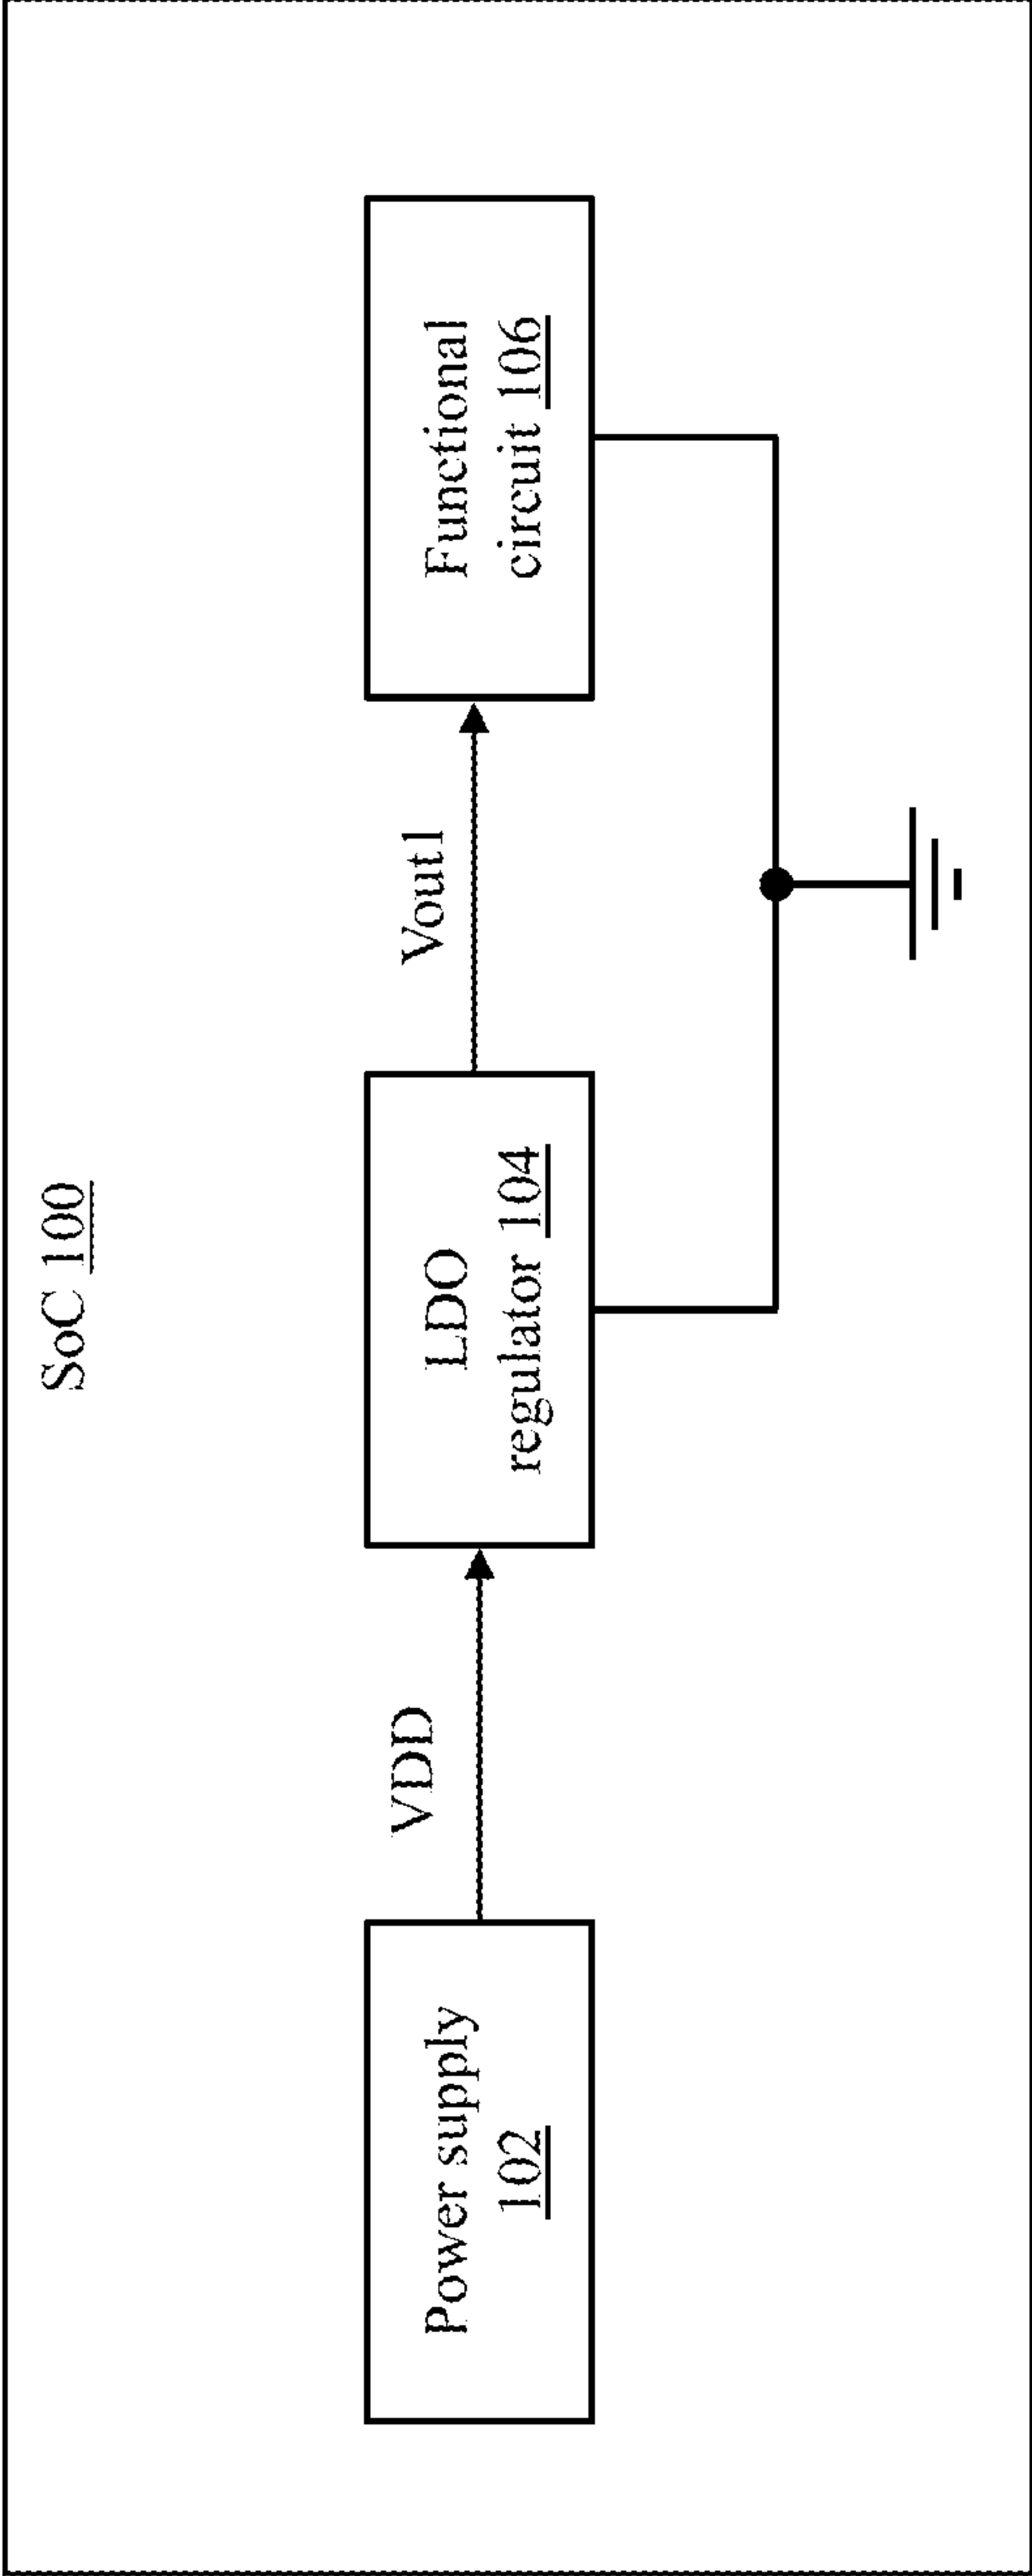 SoC 100
Power supply
102
VDD
LDO
regulator 104
Vout1
Functional
circuit 106